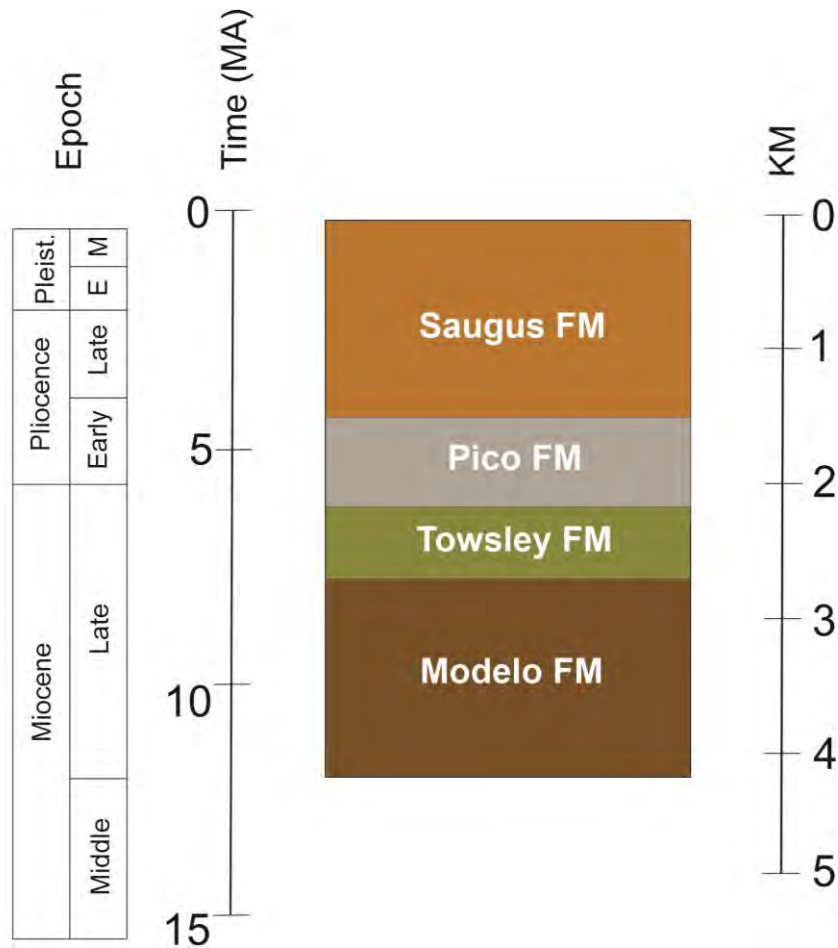 Epoch
Time (MA)
KM
Pleist.
M
E
Pliocence
Late
Early
Miocene
Late
Middle
0
5
10
15
Saugus FM
Pico FM
Towsley FM
Modelo FM
0
1
2
3
4
5